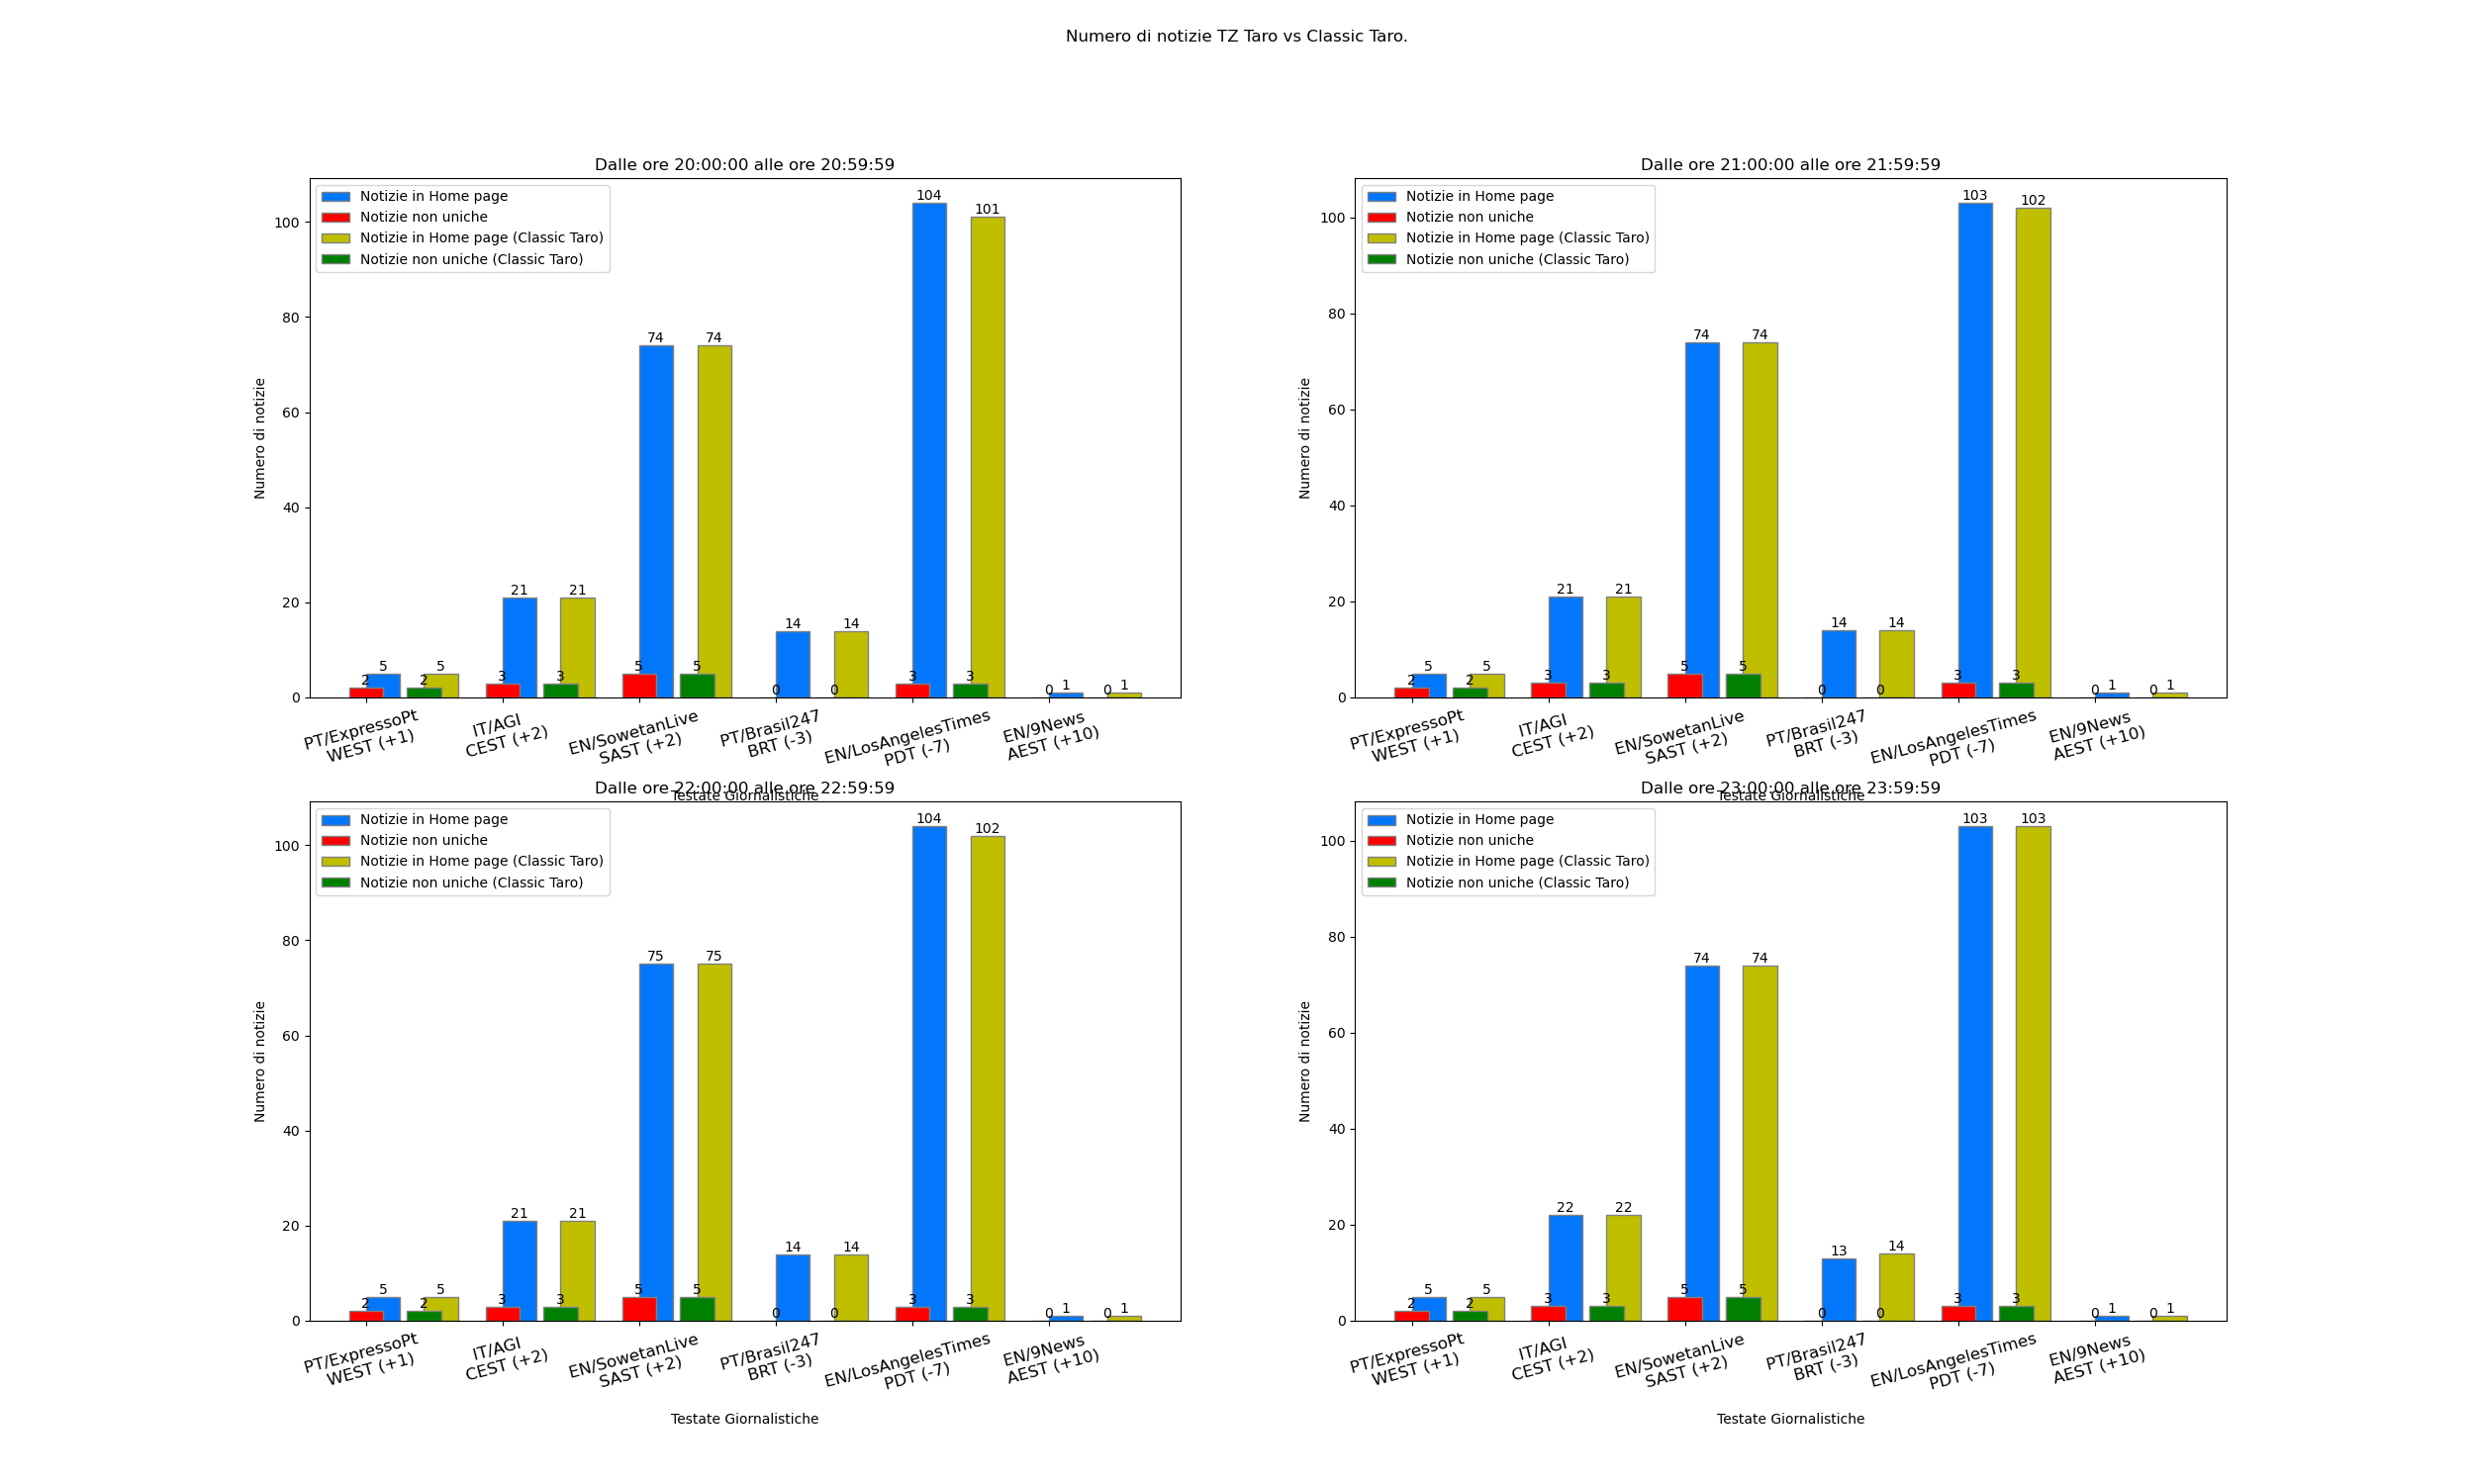 Numero di notizie TZ Taro vs Classic Taro.
Dalle ore 20:00:00 alle ore 20:59:59
Notizie in Home page
Notizie non uniche
Notizie in Home page (Classic Taro)
Notizie non uniche (Classic Taro)
Numero di notizie
100
80
60
40
20
0
2 5 2 5
3 21 3 21
5 74 5 74
0 14 0 14
3 104 3 101
0 1 0 1
PT/ExpressoPt
WEST (+1)
IT/AGI
CEST (+2)
EN/SowetanLive
SAST (+2)
PT/Brasil247
BRT (-3)
EN/LosAngelesTimes
PDT (-7)
EN/9News
AEST (+10)
Testate Giornalistiche
Dalle ore 21:00:00 alle ore 21:59:59
Notizie in Home page
Notizie non uniche
Notizie in Home page (Classic Taro)
Notizie non uniche (Classic Taro)
Numero di notizie
100
80
60
40
20
0
2 5 2 5
3 21 3 21
5 74 5 74
0 14 0 14
3 103 3 102
0 1 0 1
PT/ExpressoPt
WEST (+1)
IT/AGI
CEST (+2)
EN/SowetanLive
SAST (+2)
PT/Brasil247
BRT (-3)
EN/LosAngelesTimes
PDT (-7)
EN/9News
AEST (+10)
Testate Giornalistiche
Dalle ore 22:00:00 alle ore 22:59:59
Notizie in Home page
Notizie non uniche
Notizie in Home page (Classic Taro)
Notizie non uniche (Classic Taro)
Numero di notizie
100
80
60
40
20
0
2 5 2 5
3 21 3 21
5 75 5 75
0 14 0 14
3 104 3 102
0 1 0 1
PT/ExpressoPt
WEST (+1)
IT/AGI
CEST (+2)
EN/SowetanLive
SAST (+2)
PT/Brasil247
BRT (-3)
EN/LosAngelesTimes
PDT (-7)
EN/9News
AEST (+10)
Testate Giornalistiche
Dalle ore 23:00:00 alle ore 23:59:59
Notizie in Home page
Notizie non uniche
Notizie in Home page (Classic Taro)
Notizie non uniche (Classic Taro)
Numero di notizie
100
80
60
40
20
0
2 5 2 5
3 22 3 22
5 74 5 74
0 13 0 14
3 103 3 103
0 1 0 1
PT/ExpressoPt
WEST (+1)
IT/AGI
CEST (+2)
EN/SowetanLive
SAST (+2)
PT/Brasil247
BRT (-3)
EN/LosAngelesTimes
PDT (-7)
EN/9News
AEST (+10)
Testate Giornalistiche